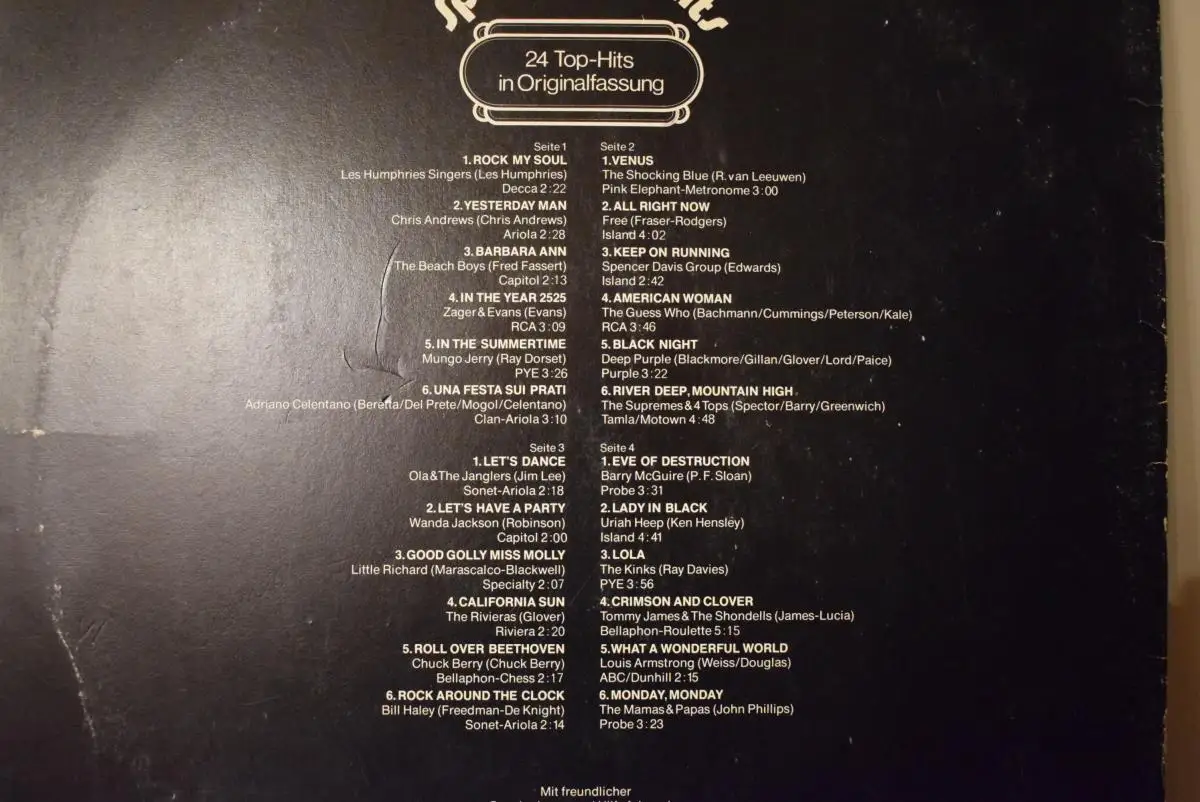 24 Top-Hits
in Originalfassung
Seite 1
1. ROCK MY SOUL
Les Humphries Singers (Les Humphries)
Decca 2:22
2. YESTERDAY MAN
Chris Andrews (Chris Andrews)
Ariola 2:28
3. BARBARA ANN
The Beach Boys (Fred Fassert)
Capitol 2:13
4. IN THE YEAR 2525
Zager & Evans (Evans)
RCA 3:09
5. IN THE SUMMERTIME
Mungo Jerry (Ray Dorset)
PYE 3:26
6. UNA FESTA SUI PRATI
Adriano Celentano (Beretta/Del Prete/Mogol/Celentano)
Clan-Ariola 3:10
Seite 2
1. VENUS
The Shocking Blue (R. van Leeuwen)
Pink Elephant-Metronome 3:00
2. ALL RIGHT NOW
Free (Fraser-Rodgers)
Island 4:02
3. KEEP ON RUNNING
Spencer Davis Group (Edwards)
Island 2:42
4. AMERICAN WOMAN
The Guess Who (Bachmann/Cummings/Peterson/Kale)
RCA 3:46
5. BLACK NIGHT
Deep Purple (Blackmore/Gillan/Glover/Lord/Paice)
Purple 3:22
6. RIVER DEEP, MOUNTAIN HIGH
The Supremes & 4 Tops (Spector/Barry/Greenwich)
Tamla/Motown 4:48
Seite 3
1. LET'S DANCE
Ola & The Janglers (Jim Lee)
Sonet-Ariola 2:18
2. LET'S HAVE A PARTY
Wanda Jackson (Robinson)
Capitol 2:00
3. GOOD GOLLY MISS MOLLY
Little Richard (Marascalco-Blackwell)
Specialty 2:07
4. CALIFORNIA SUN
The Rivieras (Glover)
Riviera 2:20
5. ROLL OVER BEETHOVEN
Chuck Berry (Chuck Berry)
Bellaphon-Chess 2:17
6. ROCK AROUND THE CLOCK
Bill Haley (Freedman-De Knight)
Sonet-Ariola 2:14
Seite 4
1. EVE OF DESTRUCTION
Barry McGuire (P. F. Sloan)
Probe 3:31
2. LADY IN BLACK
Uriah Heep (Ken Hensley)
Island 4:41
3. LOLA
The Kinks (Ray Davies)
PYE 3:56
4. CRIMSON AND CLOVER
Tommy James & The Shondells (James-Lucia)
Bellaphon-Roulette 5:15
5. WHAT A WONDERFUL WORLD
Louis Armstrong (Weiss/Douglas)
ABC/Dunhill 2:15
6. MONDAY, MONDAY
The Mamas & Papas (John Phillips)
Probe 3:23
Mit freundlicher